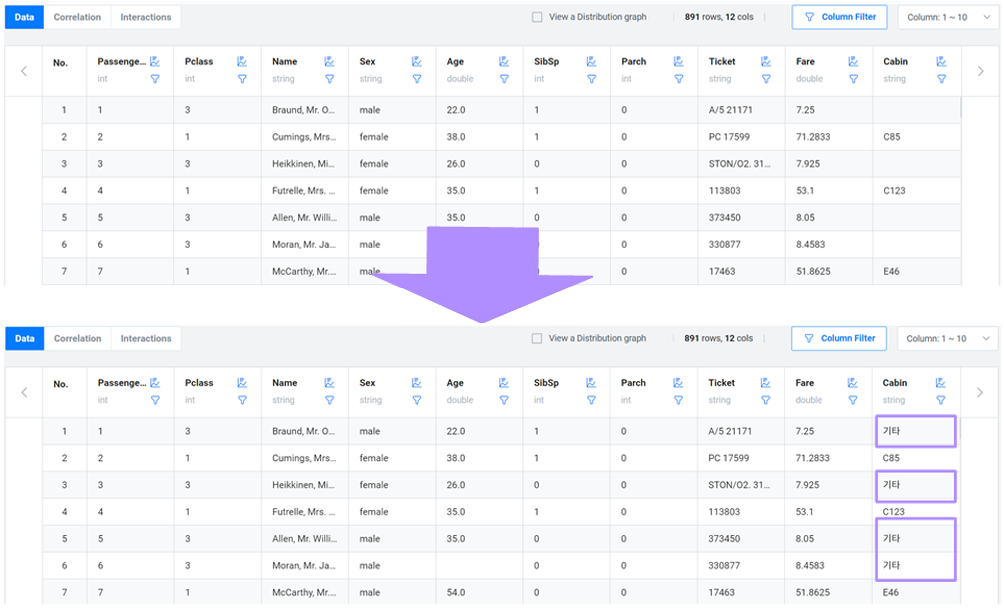 Data Correlation Interactions View a Distribution graph 891 rows, 12 cols Column Filter Column: 1 ~ 10
No. Passenge... Pclass Name Sex Age SibSp Parch Ticket Fare Cabin
int int string string double int int string double string
1 1 3 Braund, Mr. O... male 22.0 1 0 A/5 21171 7.25
2 2 1 Cumings, Mrs... female 38.0 1 0 PC 17599 71.2833 C85
3 3 3 Heikkinen, Mi... female 26.0 0 0 STON/O2. 31... 7.925
4 4 1 Futrelle, Mrs. ... female 35.0 1 0 113803 53.1 C123
5 5 3 Allen, Mr. Willi... male 35.0 0 0 373450 8.05
6 6 3 Moran, Mr. Ja... male 0 330877 8.4583
7 7 1 McCarthy, Mr.... male 0 0 17463 51.8625 E46
Data Correlation Interactions View a Distribution graph 891 rows, 12 cols Column Filter Column: 1 ~ 10
No. Passenge... Pclass Name Sex Age SibSp Parch Ticket Fare Cabin
int int string string double int int string double string
1 1 3 Braund, Mr. O... male 22.0 1 0 A/5 21171 7.25 기타
2 2 1 Cumings, Mrs... female 38.0 1 0 PC 17599 71.2833 C85
3 3 3 Heikkinen, Mi... female 26.0 0 0 STON/O2. 31... 7.925 기타
4 4 1 Futrelle, Mrs. ... female 35.0 1 0 113803 53.1 C123
5 5 3 Allen, Mr. Willi... male 35.0 0 0 373450 8.05 기타
6 6 3 Moran, Mr. Ja... male 0 0 330877 8.4583 기타
7 7 1 McCarthy, Mr.... male 54.0 0 0 17463 51.8625 E46